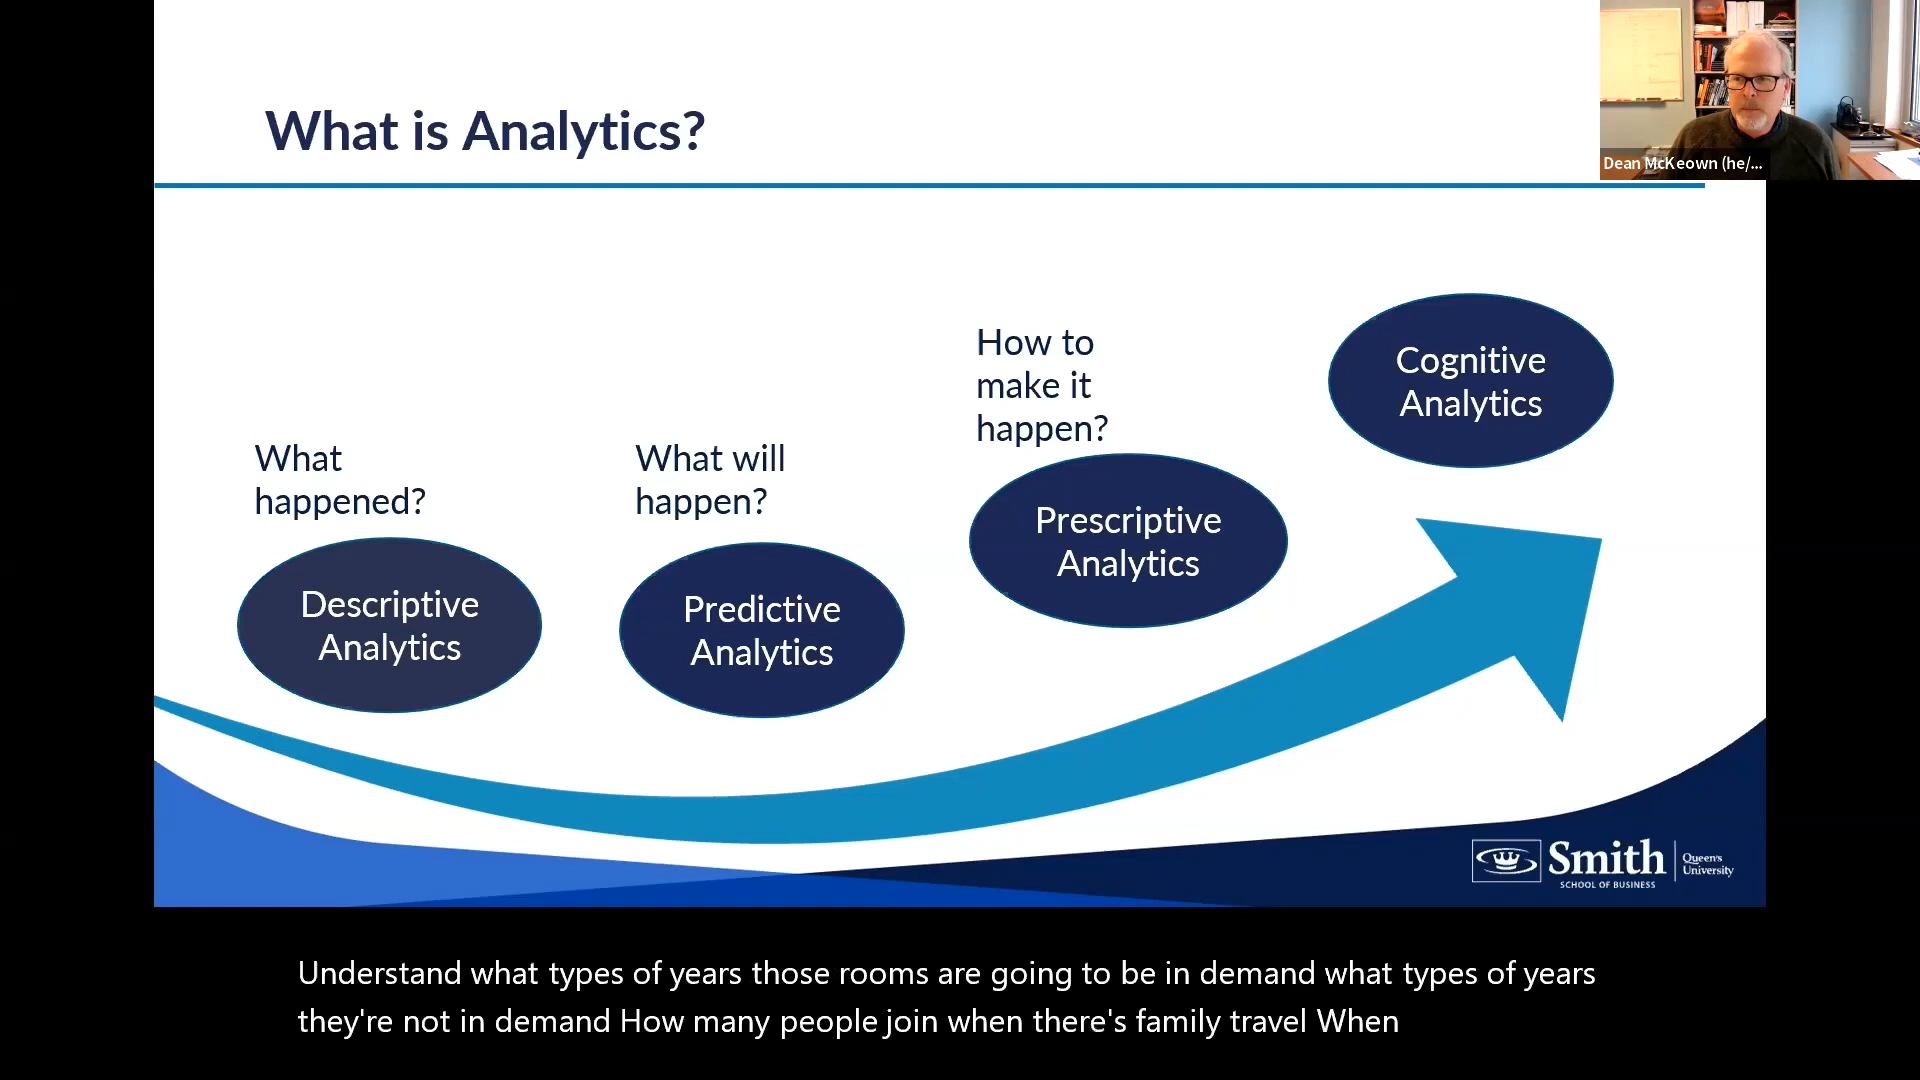 What is Analytics?
Dean McKeown (he/...
How to
make it
happen?
Cognitive
Analytics
What
happened?
What will
happen?
Prescriptive
Analytics
Descriptive
Analytics
Predictive
Analytics
Smith
SCHOOL OF BUSINESS
Queen's
University
Understand what types of years those rooms are going to be in demand what types of years
they're not in demand How many people join when there's family travel When